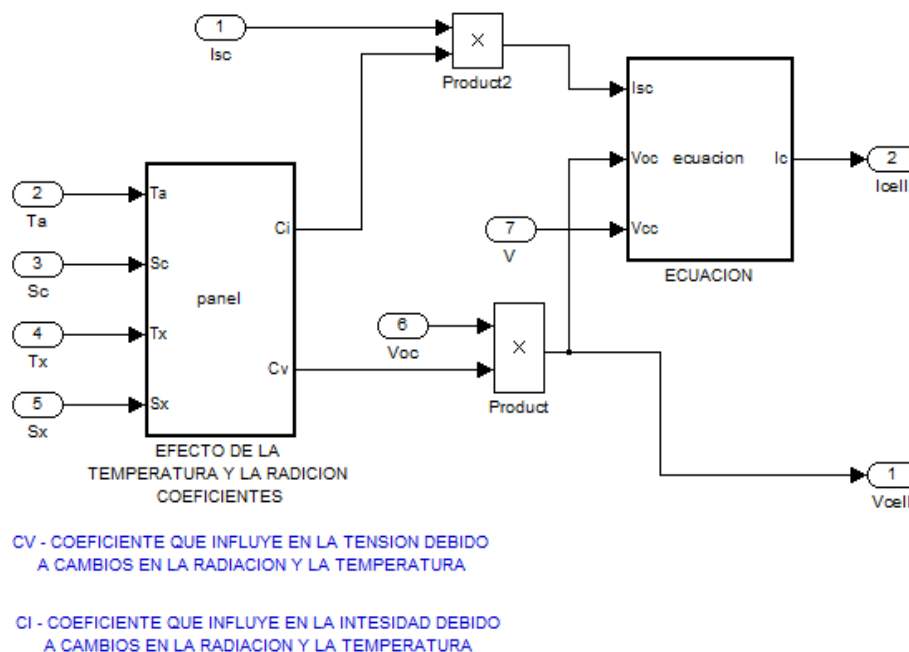 1
Isc
×
Product2
Isc
Voc
Vcc
ecuacion
Ic
ECUACION
2
Icell
2
Ta
3
Sc
4
Tx
5
Sx
Ta
Sc
Tx
Sx
panel
Ci
Cv
EFECTO DE LA
TEMPERATURA Y LA RADICION
COEFICIENTES
7
V
6
Voc
×
Product
1
Vcell
CV - COEFICIENTE QUE INFLUYE EN LA TENSION DEBIDO
A CAMBIOS EN LA RADIACION Y LA TEMPERATURA
CI - COEFICIENTE QUE INFLUYE EN LA INTESIDAD DEBIDO
A CAMBIOS EN LA RADIACION Y LA TEMPERATURA